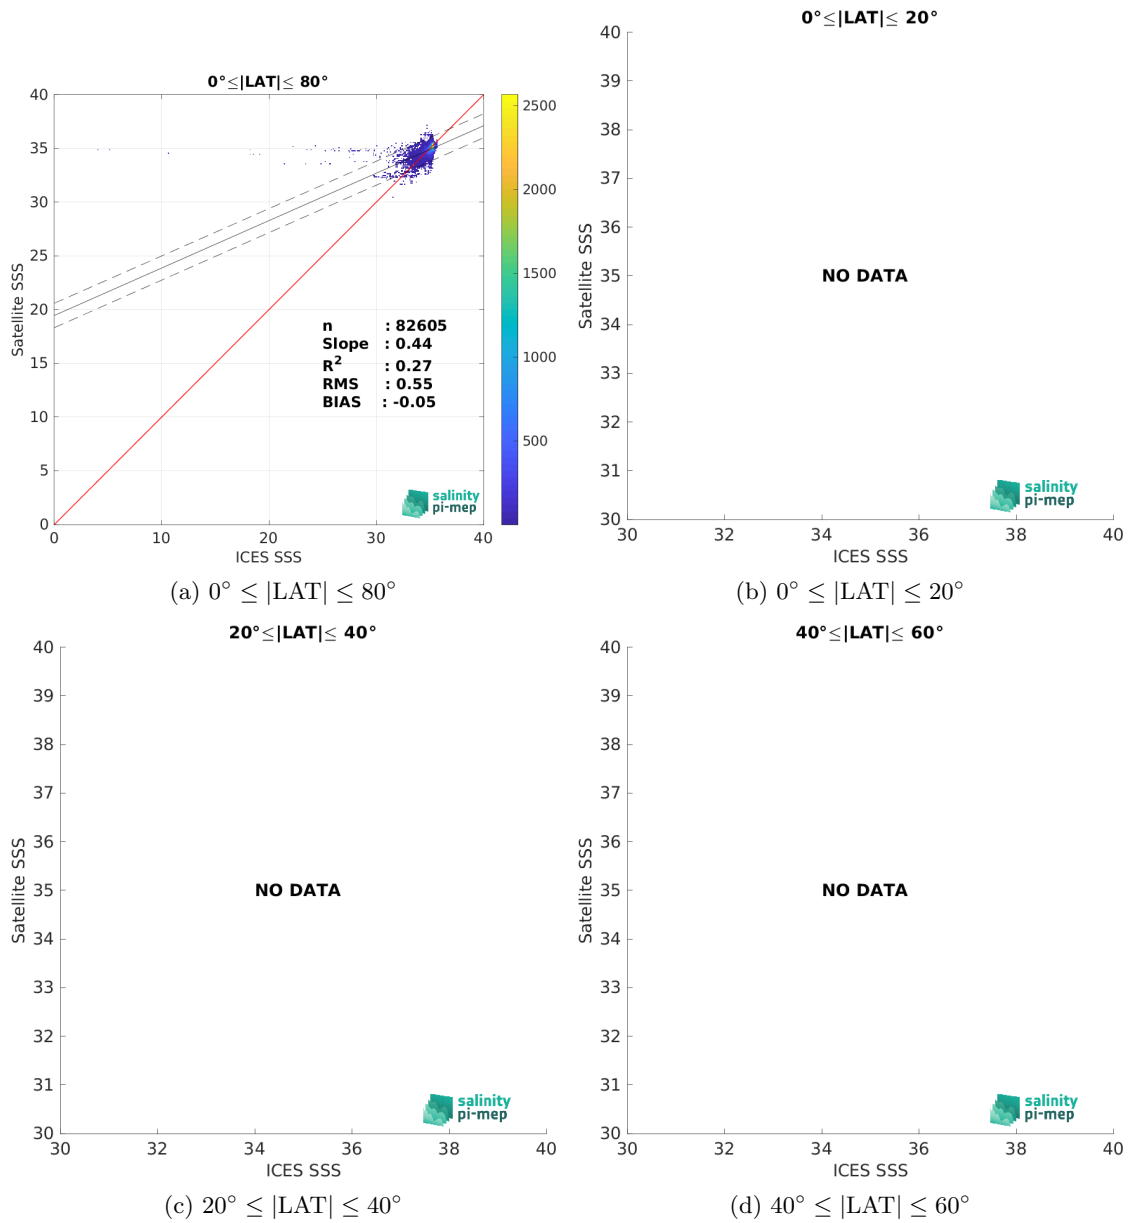 0°≤|LAT|≤ 80°
40
35
30
25
20
15
10
5
0
Satellite SSS
n : 82605
Slope : 0.44
R² : 0.27
RMS : 0.55
BIAS : -0.05
salinity
pi-mep
0 10 20 30 40
ICES SSS
2500
2000
1500
1000
500
(a) 0° ≤ |LAT| ≤ 80°
0°≤|LAT|≤ 20°
40
39
38
37
36
35
34
33
32
31
30
Satellite SSS
NO DATA
salinity
pi-mep
30 32 34 36 38 40
ICES SSS
(b) 0° ≤ |LAT| ≤ 20°
20°≤|LAT|≤ 40°
40
39
38
37
36
35
34
33
32
31
30
Satellite SSS
NO DATA
salinity
pi-mep
30 32 34 36 38 40
ICES SSS
(c) 20° ≤ |LAT| ≤ 40°
40°≤|LAT|≤ 60°
40
39
38
37
36
35
34
33
32
31
30
Satellite SSS
NO DATA
salinity
pi-mep
30 32 34 36 38 40
ICES SSS
(d) 40° ≤ |LAT| ≤ 60°